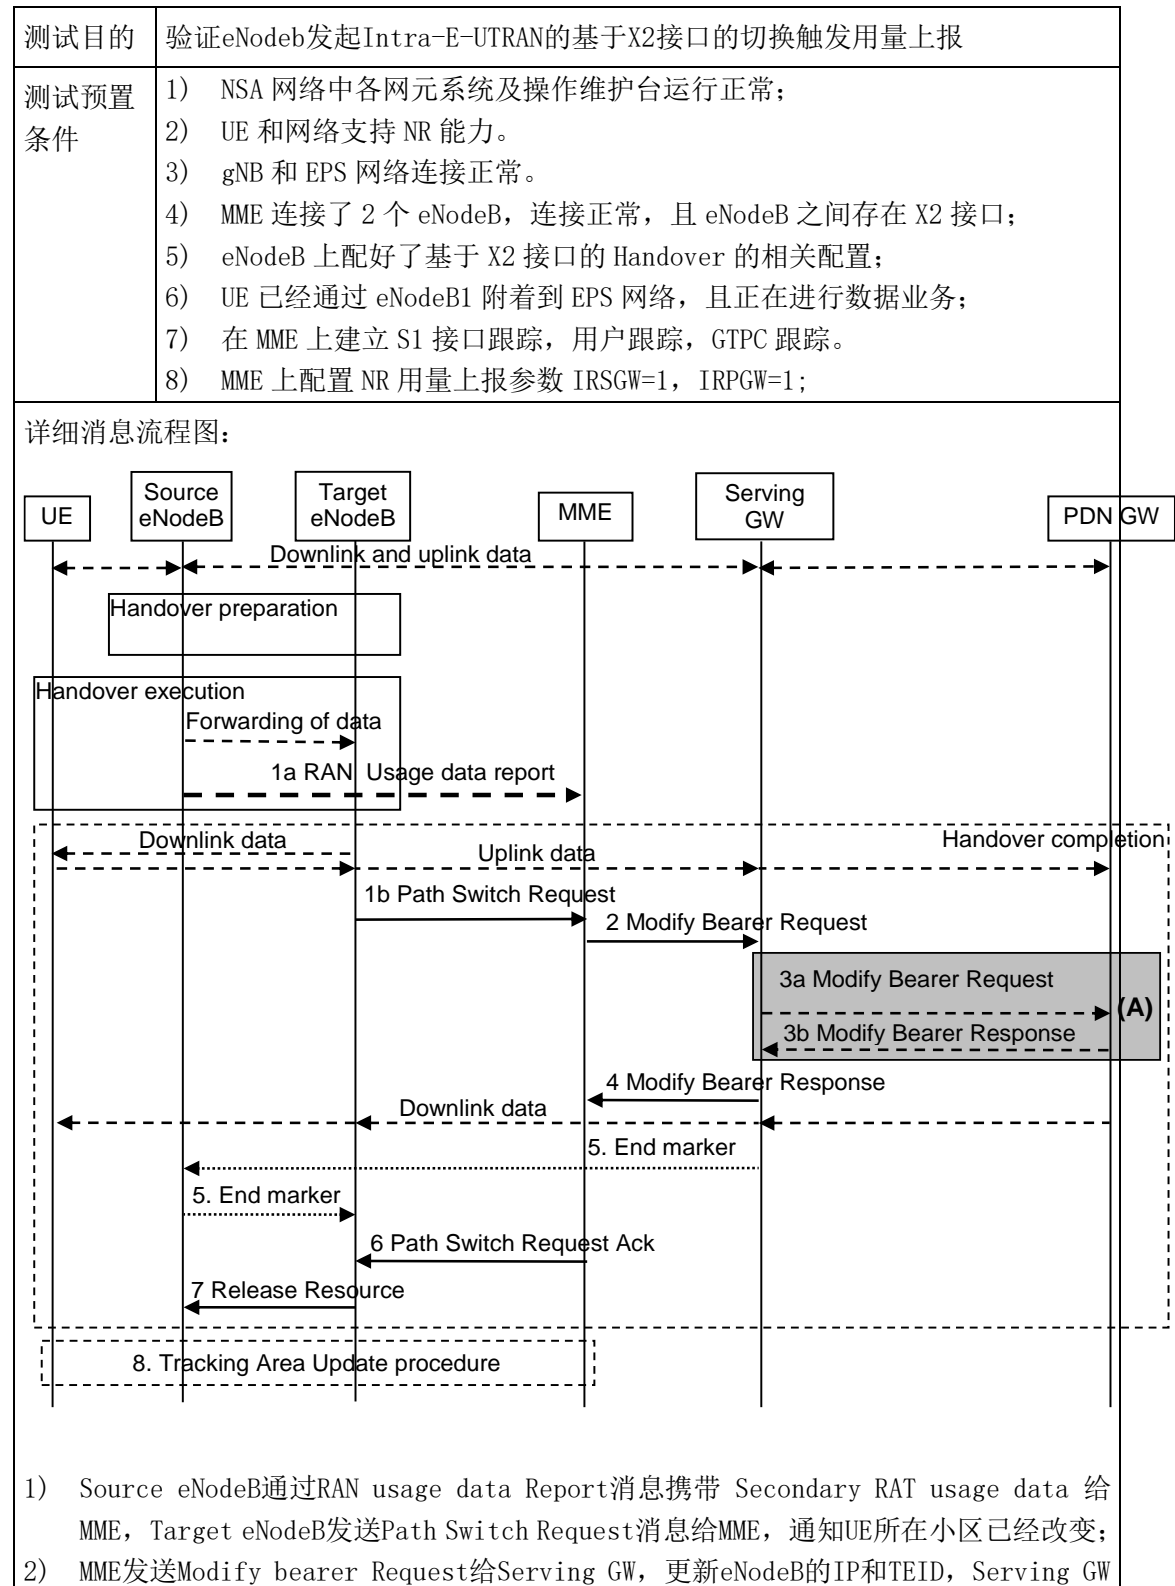 测试目的
验证eNodeb发起Intra-E-UTRAN的基于X2接口的切换触发用量上报
测试预置
条件
1) NSA 网络中各网元系统及操作维护台运行正常；
2) UE 和网络支持 NR 能力。
3) gNB 和 EPS 网络连接正常。
4) MME 连接了 2 个 eNodeB，连接正常，且 eNodeB 之间存在 X2 接口；
5) eNodeB 上配好了基于 X2 接口的 Handover 的相关配置；
6) UE 已经通过 eNodeB1 附着到 EPS 网络，且正在进行数据业务；
7) 在 MME 上建立 S1 接口跟踪，用户跟踪，GTPC 跟踪。
8) MME 上配置 NR 用量上报参数 IRSGW=1，IRPGW=1;
详细消息流程图：
UE
Source
eNodeB
Target
eNodeB
MME
Serving
GW
PDN GW
Downlink and uplink data
Handover preparation
Handover execution
Forwarding of data
1a RAN Usage data report
Downlink data
Uplink data
Handover completion
1b Path Switch Request
2 Modify Bearer Request
3a Modify Bearer Request
(A)
3b Modify Bearer Response
4 Modify Bearer Response
Downlink data
5. End marker
5. End marker
6 Path Switch Request Ack
7 Release Resource
8. Tracking Area Update procedure
1) Source eNodeB通过RAN usage data Report消息携带 Secondary RAT usage data 给
MME，Target eNodeB发送Path Switch Request消息给MME，通知UE所在小区已经改变；
2) MME发送Modify bearer Request给Serving GW，更新eNodeB的IP和TEID，Serving GW